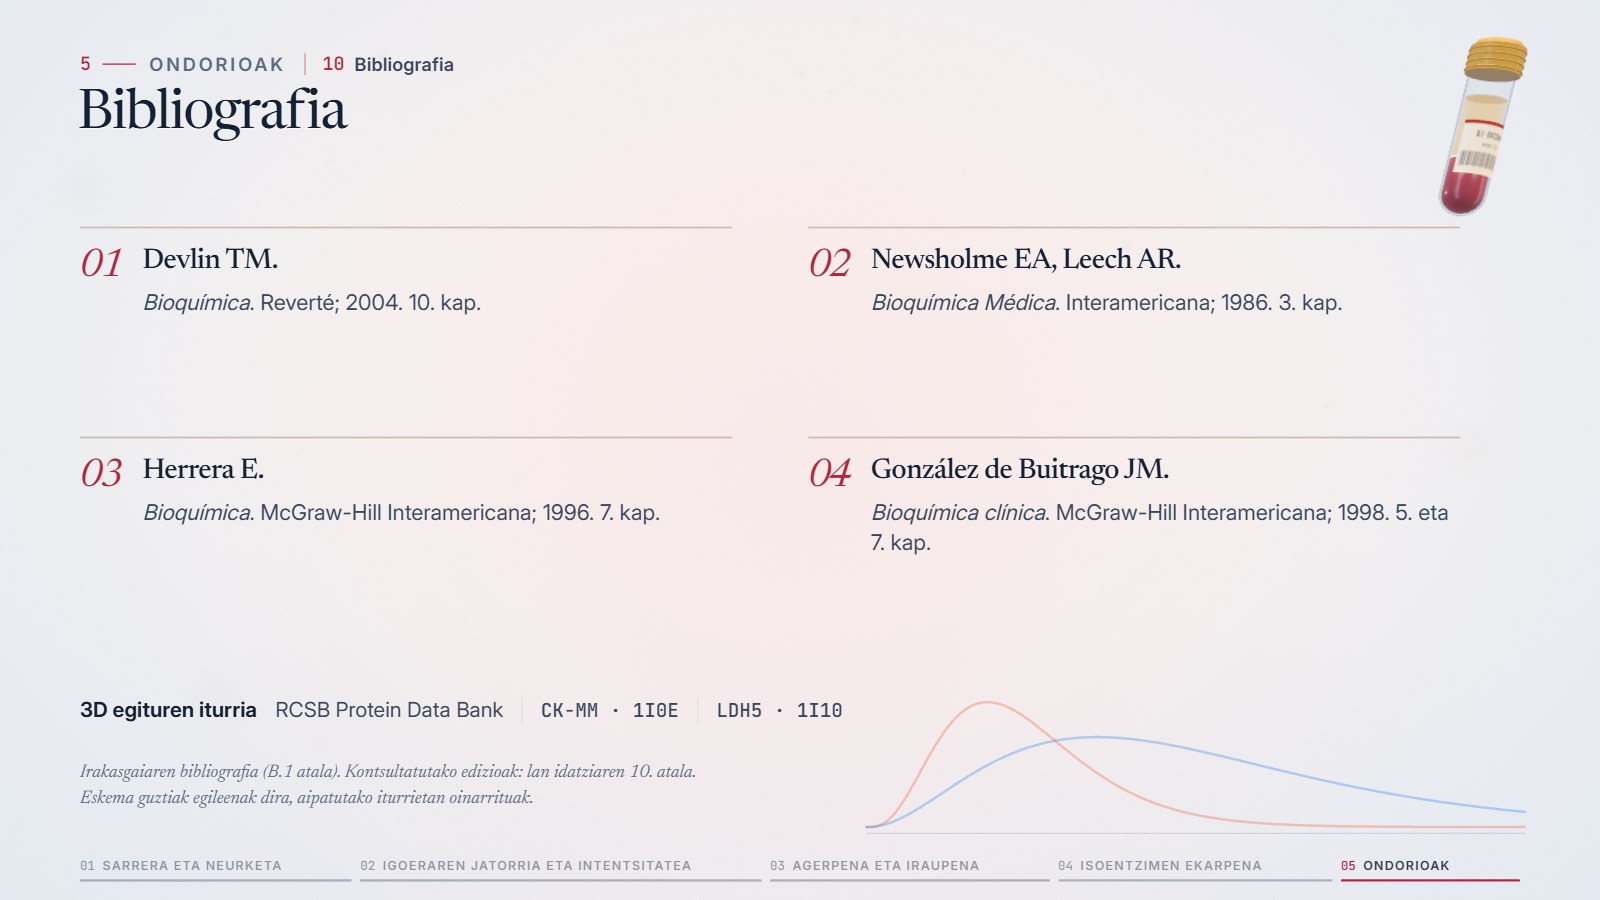 5 — ONDORIOAK | 10 Bibliografia
Bibliografia
01 Devlin TM.
Bioquímica. Reverté; 2004. 10. kap.
02 Newsholme EA, Leech AR.
Bioquímica Médica. Interamericana; 1986. 3. kap.
03 Herrera E.
Bioquímica. McGraw-Hill Interamericana; 1996. 7. kap.
04 González de Buitrago JM.
Bioquímica clínica. McGraw-Hill Interamericana; 1998. 5. eta
7. kap.
3D egituren iturria RCSB Protein Data Bank | CK-MM · 1I0E | LDH5 · 1I10
Irakasgaiaren bibliografia (B.1 atala). Kontsultatutako edizioak: lan idatziaren 10. atala.
Eskema guztiak egileenak dira, aipatutako iturrietan oinarrituak.
01 SARRERA ETA NEURKETA
02 IGOERAREN JATORRIA ETA INTENTSITATEA
03 AGERPENA ETA IRAUPENA
04 ISOENTZIMEN EKARPENA
05 ONDORIOAK